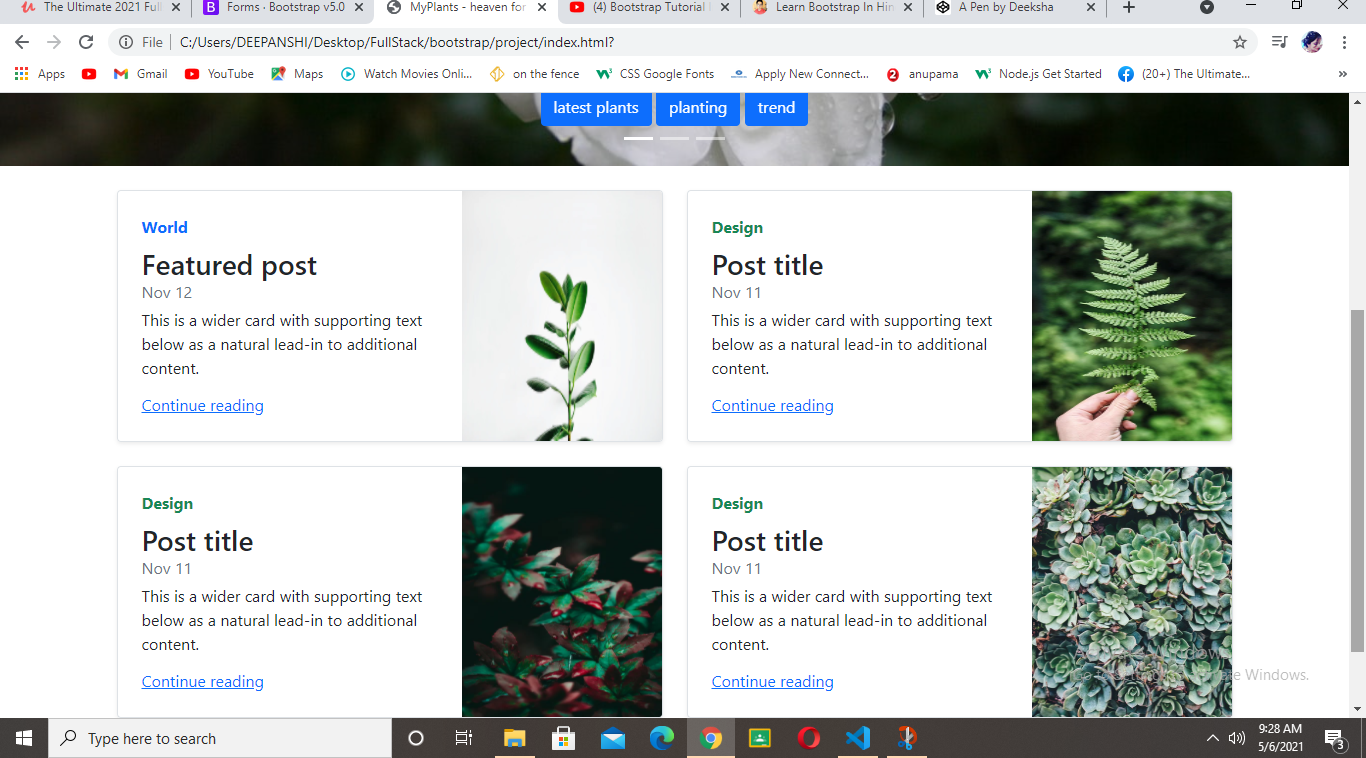 The Ultimate 2021 Full
Forms · Bootstrap v5.0
MyPlants - heaven for
(4) Bootstrap Tutorial
Learn Bootstrap In Hin
A Pen by Deeksha
File
C:/Users/DEEPANSHI/Desktop/FullStack/bootstrap/project/index.html?
Apps
Gmail
YouTube
Maps
Watch Movies Onli...
on the fence
CSS Google Fonts
Apply New Connect...
2
anupama
Node.js Get Started
(20+) The Ultimate...
latest plants
planting
trend
World
Featured post
Nov 12
This is a wider card with supporting text
below as a natural lead-in to additional
content.
Continue reading
Design
Post title
Nov 11
This is a wider card with supporting text
below as a natural lead-in to additional
content.
Continue reading
Design
Post title
Nov 11
This is a wider card with supporting text
below as a natural lead-in to additional
content.
Continue reading
Design
Post title
Nov 11
This is a wider card with supporting text
below as a natural lead-in to additional
content.
Continue reading
Windows.
Type here to search
9:28 AM
5/6/2021
3